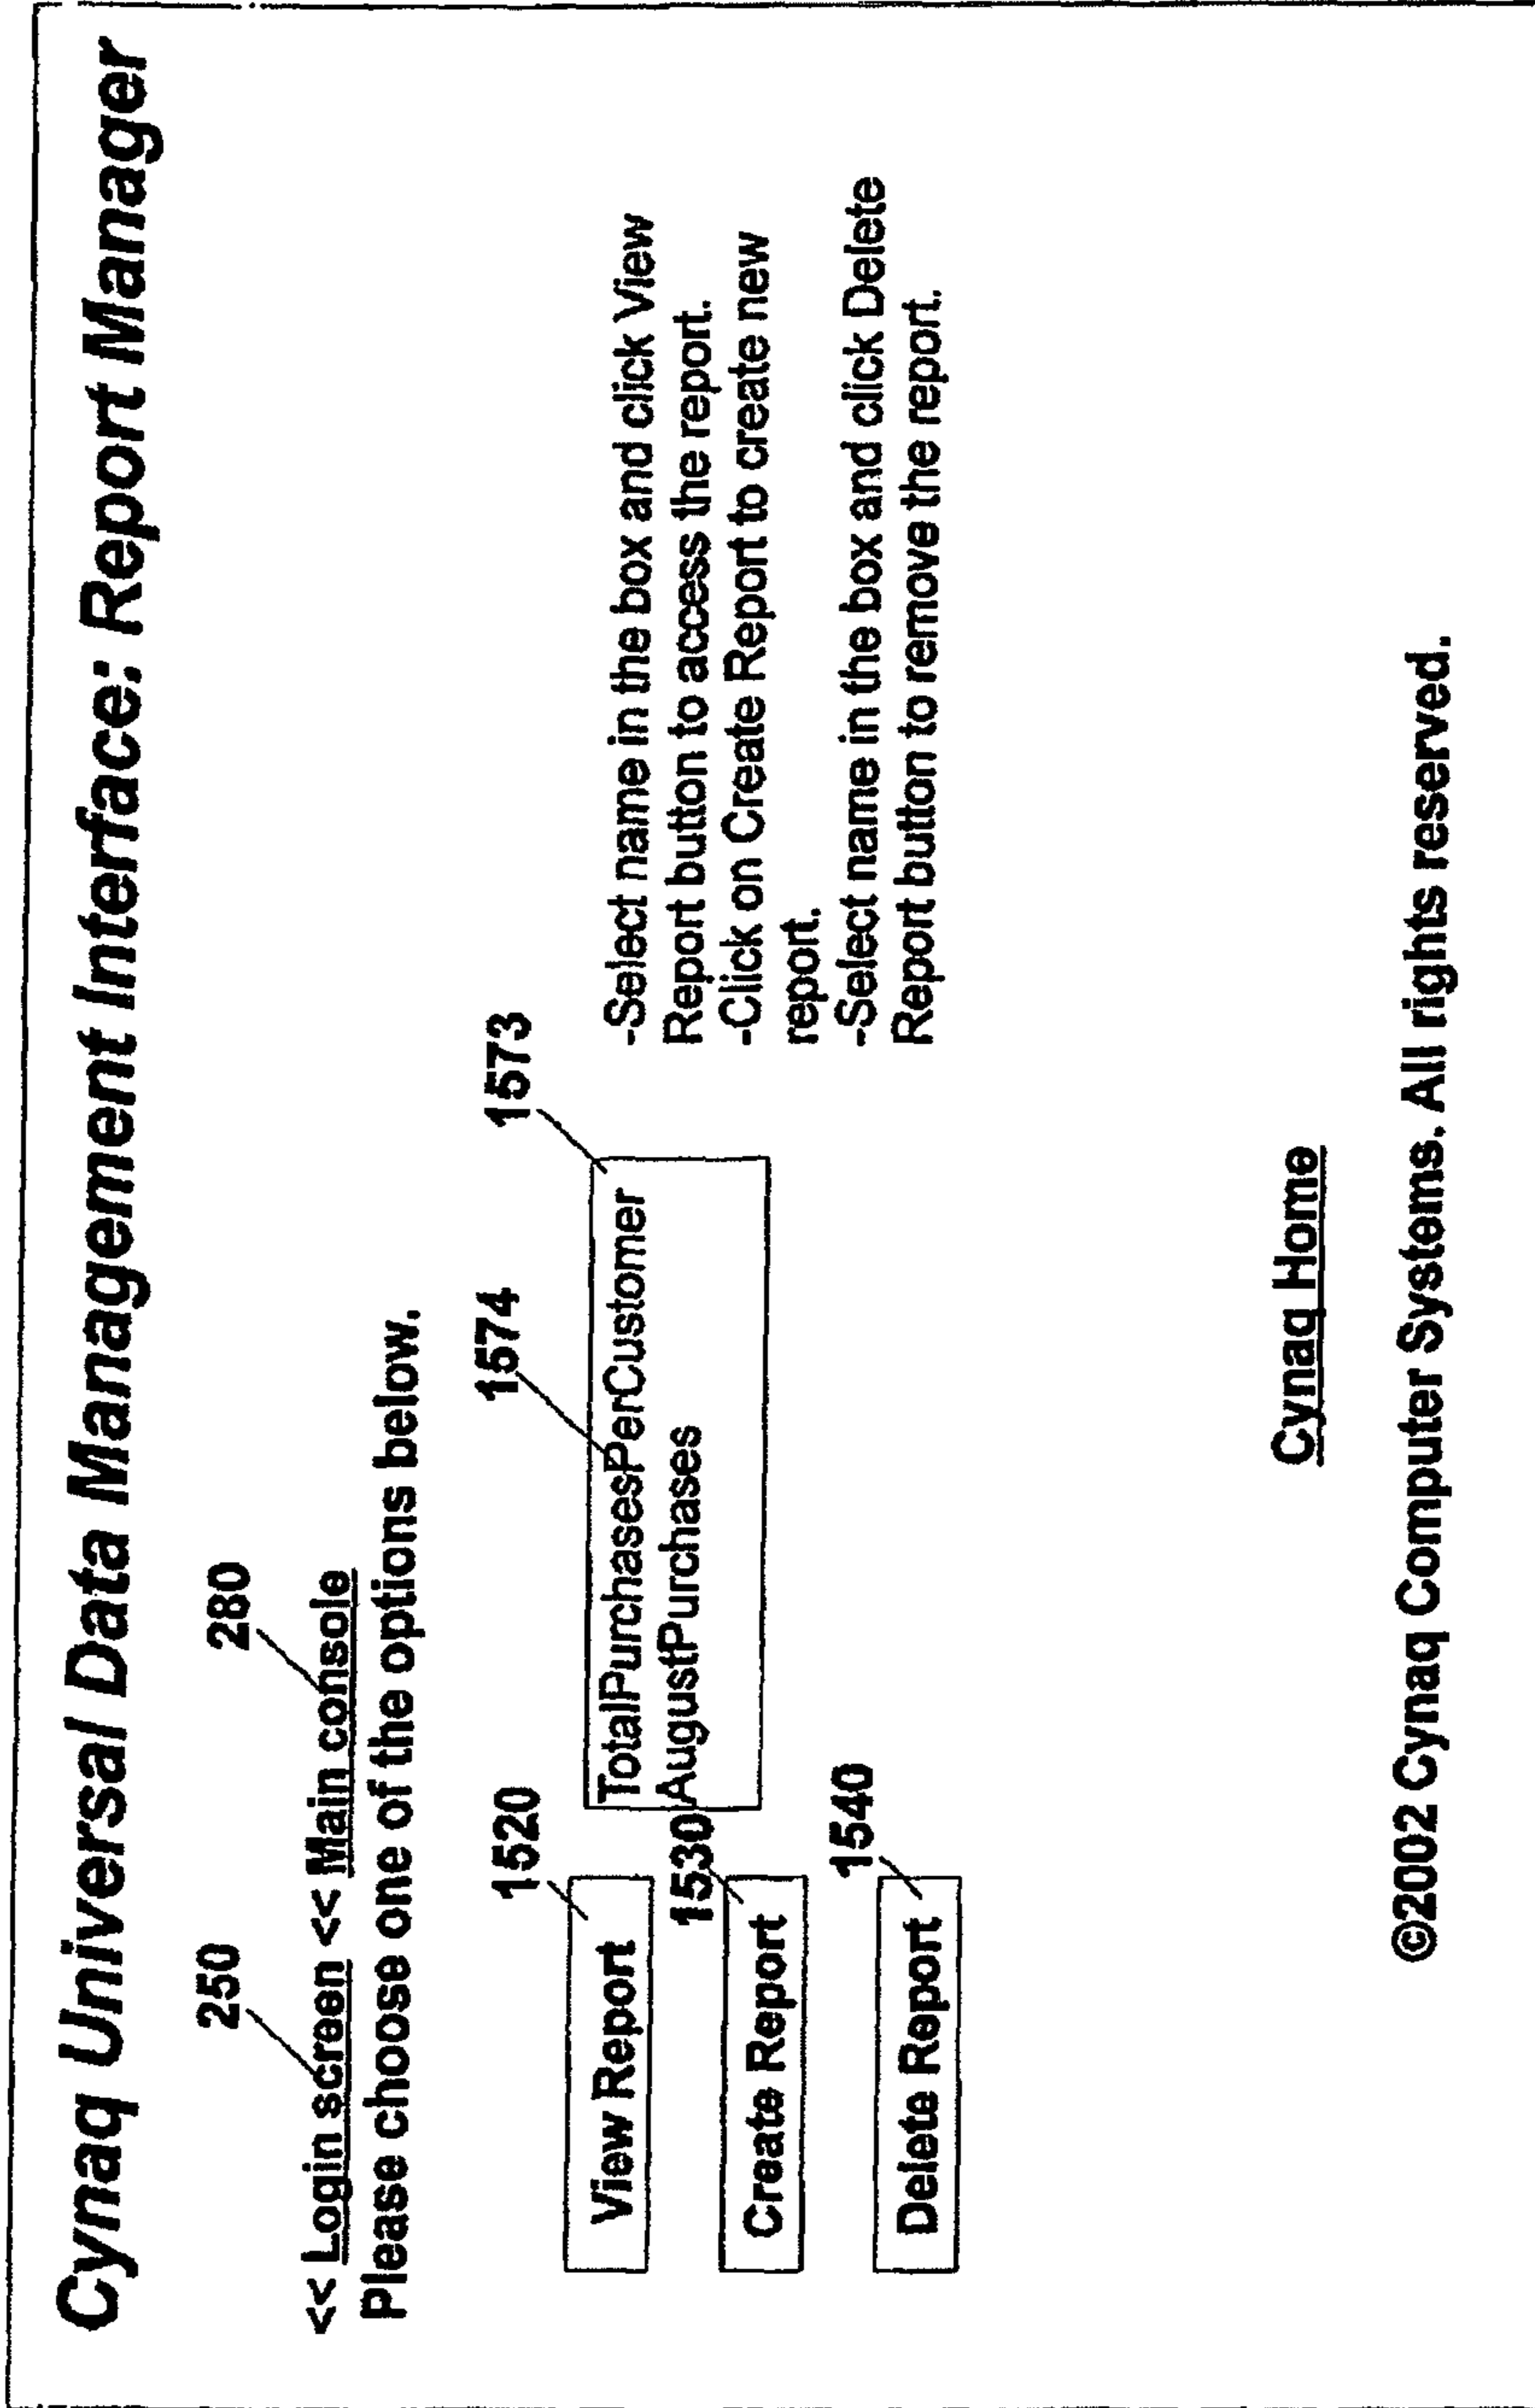 Cynaq Universal Data Management Interface: Report Manager
250
280
<< Login screen << Main console
Please choose one of the options below.
1520
1574
1573
View Report
TotalPurchasesPerCustomer
AugustPurchases
-Select name in the box and click View
Report button to access the report.
-Click on Create Report to create new
report.
-Select name in the box and click Delete
Report button to remove the report.
1530
Create Report
1540
Delete Report
Cynaq Home
©2002 Cynaq Computer Systems. All rights reserved.